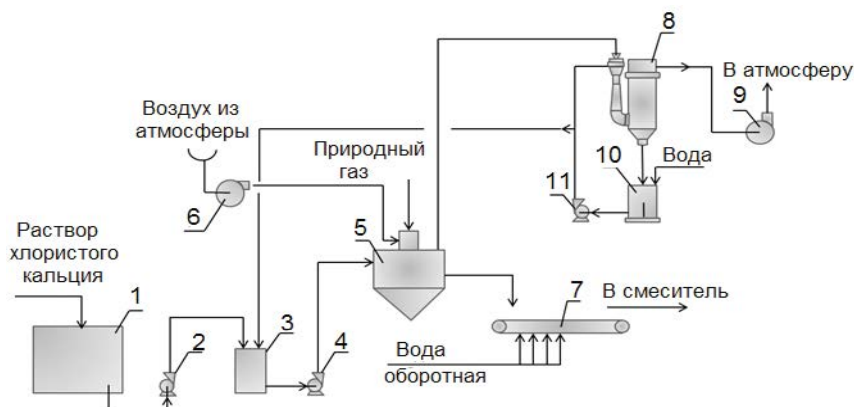 8
В атмосферу
9
Воздух из
атмосферы
Природный
газ
10
Вода
11
6
5
Раствор
хлористого
кальция
1
2
3
4
7
В смеситель
Вода
оборотная